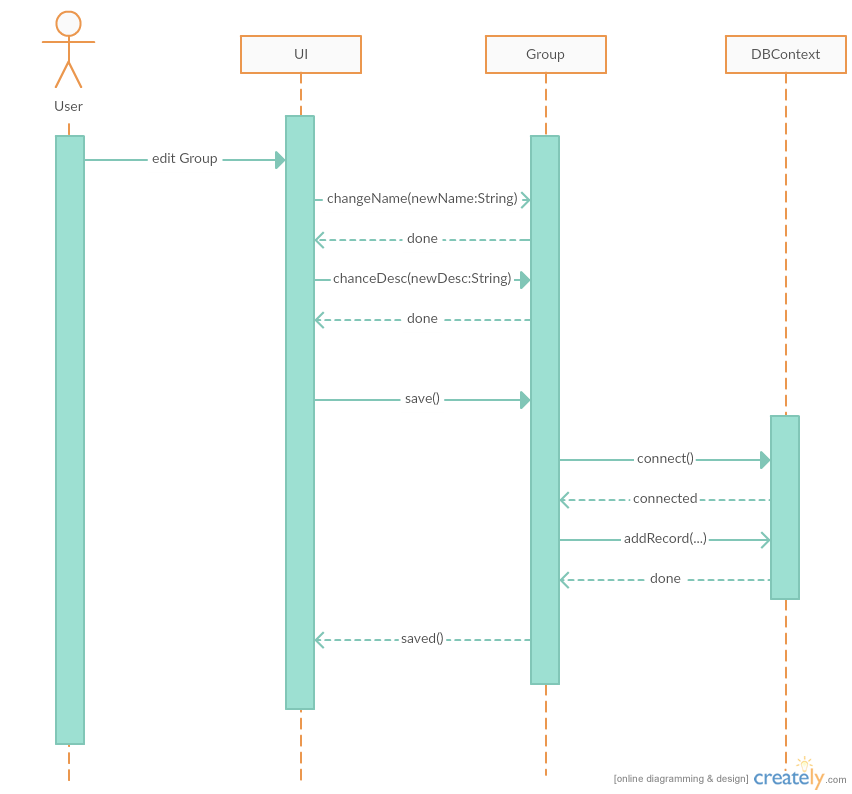 UI
Group
DBContext
User
edit Group
changeName(newName:String)
done
chanceDesc(newDesc:String)
done
save()
connect()
connected
addRecord(...)
done
saved()
[online diagramming & design] creately.com